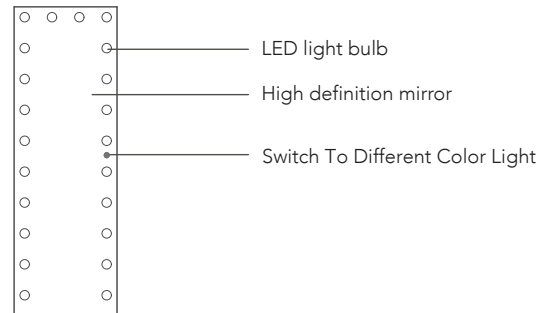 LED light bulb
High definition mirror
Switch To Different Color Light